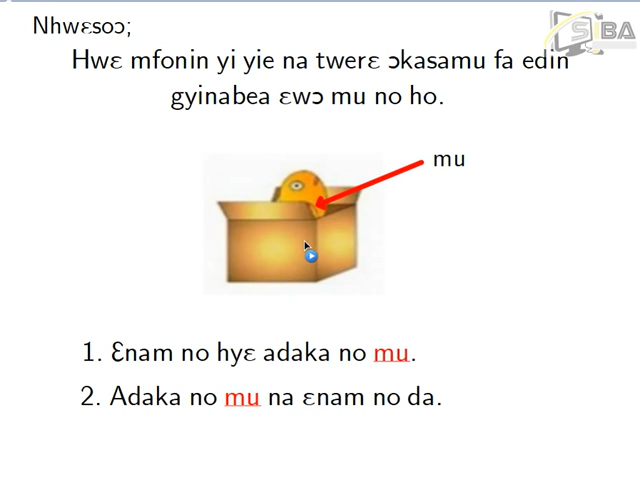 Nhwɛsoɔ;
SIBA
Hwɛ mfonin yi yie na twerɛ ɔkasamu fa edin
gyinabea ɛwɔ mu no ho.
mu
1. Ɛnam no hyɛ adaka no mu.
2. Adaka no mu na ɛnam no da.